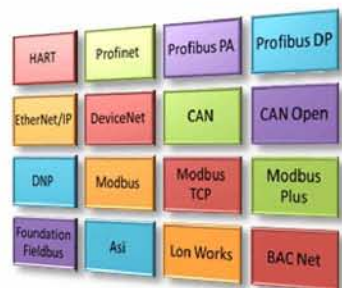 HART
Profinet
Profibus PA
Profibus DP
EtherNet/IP
DeviceNet
CAN
CAN Open
DNP
Modbus
Modbus
TCP
Modbus
Plus
Foundation
Fieldbus
Asi
Lon Works
BAC Net